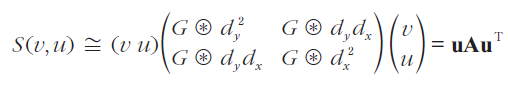 S(v,u) ≅ (v u)(G ⊛ d_y^2 G ⊛ d_y d_x
G ⊛ d_y d_x G ⊛ d_x^2)(v
u) = uAu^T